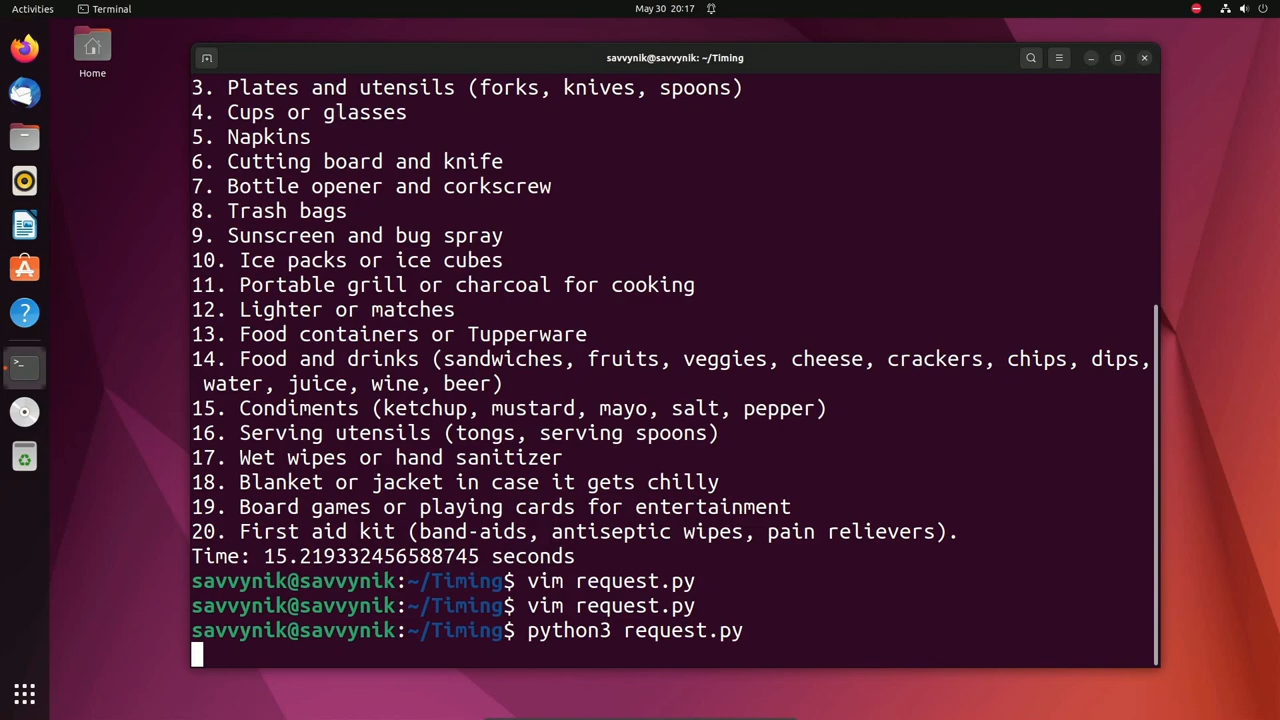 Activities
Terminal
May 30 20:17
Home
savvynik@savvynik: ~/Timing
3. Plates and utensils (forks, knives, spoons)
4. Cups or glasses
5. Napkins
6. Cutting board and knife
7. Bottle opener and corkscrew
8. Trash bags
9. Sunscreen and bug spray
10. Ice packs or ice cubes
11. Portable grill or charcoal for cooking
12. Lighter or matches
13. Food containers or Tupperware
14. Food and drinks (sandwiches, fruits, veggies, cheese, crackers, chips, dips,
water, juice, wine, beer)
15. Condiments (ketchup, mustard, mayo, salt, pepper)
16. Serving utensils (tongs, serving spoons)
17. Wet wipes or hand sanitizer
18. Blanket or jacket in case it gets chilly
19. Board games or playing cards for entertainment
20. First aid kit (band-aids, antiseptic wipes, pain relievers).
Time: 15.219332456588745 seconds
savvynik@savvynik:~/Timing$ vim request.py
savvynik@savvynik:~/Timing$ vim request.py
savvynik@savvynik:~/Timing$ python3 request.py